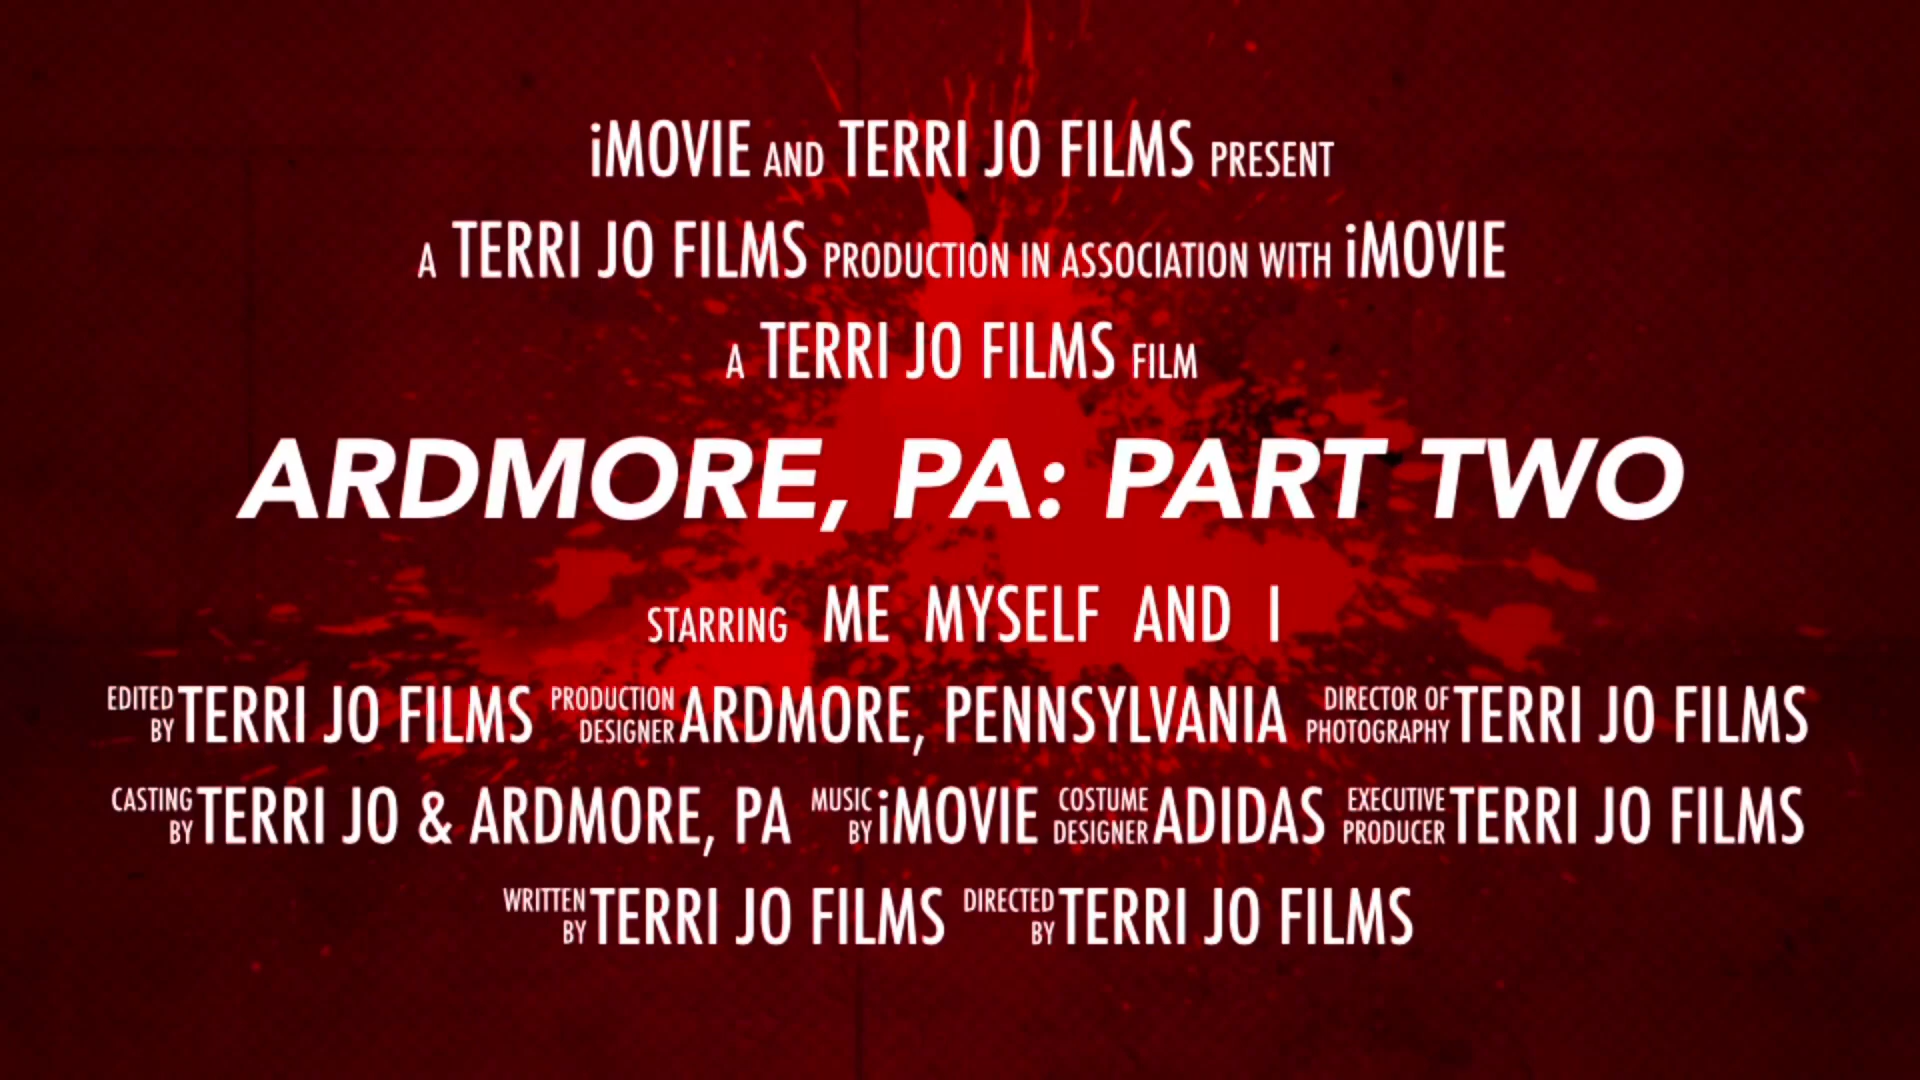 iMOVIE AND TERRI JO FILMS PRESENT
A TERRI JO FILMS PRODUCTION IN ASSOCIATION WITH iMOVIE
A TERRI JO FILMS FILM
ARDMORE, PA: PART TWO
STARRING ME MYSELF AND I
EDITED BY TERRI JO FILMS PRODUCTION DESIGNER ARDMORE, PENNSYLVANIA DIRECTOR OF PHOTOGRAPHY TERRI JO FILMS
CASTING BY TERRI JO & ARDMORE, PA MUSIC BY iMOVIE COSTUME DESIGNER ADIDAS EXECUTIVE PRODUCER TERRI JO FILMS
WRITTEN BY TERRI JO FILMS DIRECTED BY TERRI JO FILMS